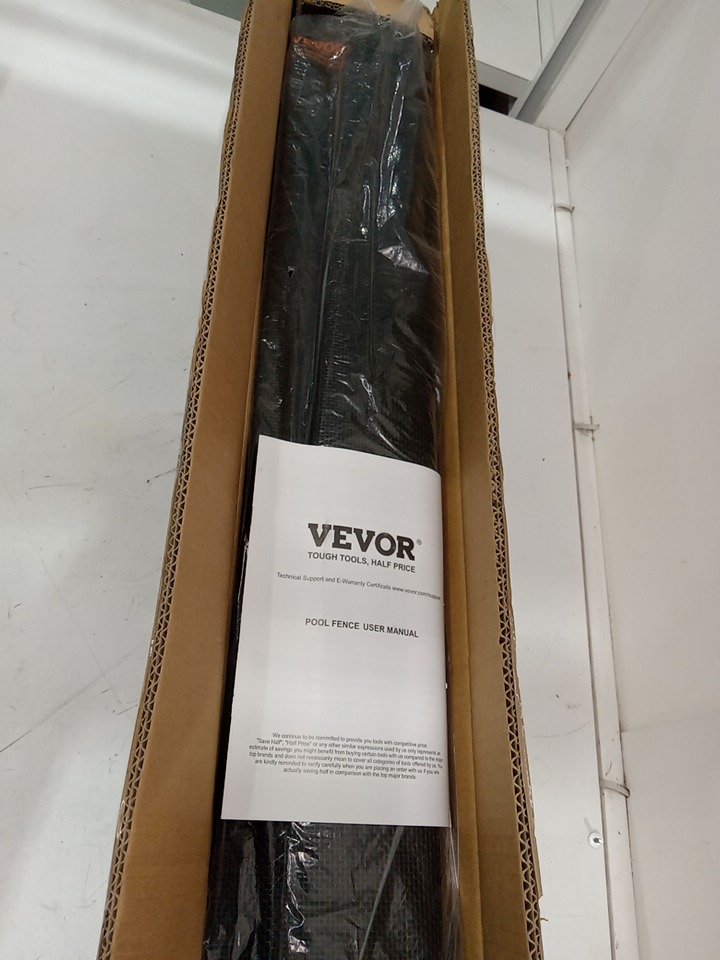 VEVOR®
TOUGH TOOLS, HALF PRICE
Technical Support and E-Warranty Certificate www.vevor.com/support
POOL FENCE USER MANUAL
We continue to be committed to provide you tools with competitive price.
"Save Half", "Half Price" or any other similar expressions used by us only represents an
estimate of savings you might benefit from buying certain tools with us compared to the major
top brands and does not necessarily mean to cover all categories of tools offered by us. You
are kindly reminded to verify carefully when you are placing an order with us if you are
actually saving half in comparison with the top major brands.